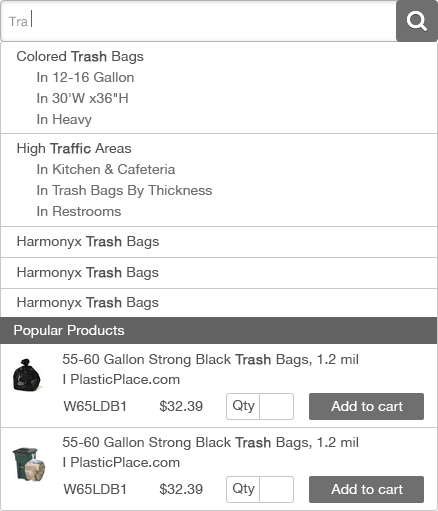 Tra
Colored Trash Bags
In 12-16 Gallon
In 30'W x36"H
In Heavy
High Traffic Areas
In Kitchen & Cafeteria
In Trash Bags By Thickness
In Restrooms
Harmonyx Trash Bags
Harmonyx Trash Bags
Harmonyx Trash Bags
Popular Products
55-60 Gallon Strong Black Trash Bags, 1.2 mil
I PlasticPlace.com
W65LDB1 $32.39 Qty Add to cart
55-60 Gallon Strong Black Trash Bags, 1.2 mil
I PlasticPlace.com
W65LDB1 $32.39 Qty Add to cart